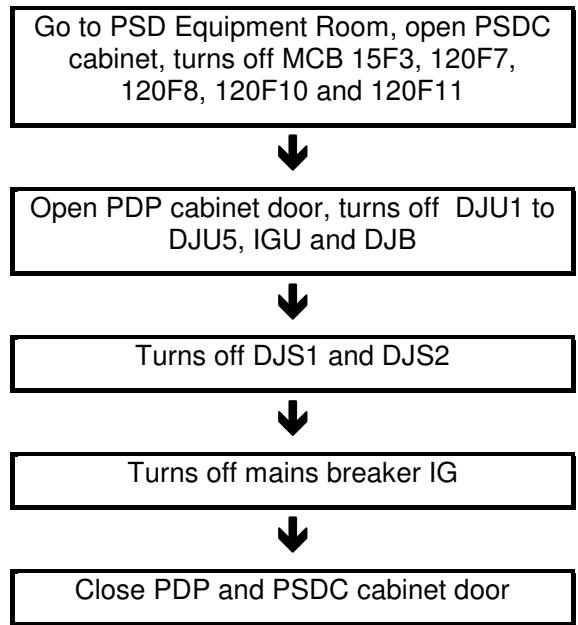 Go to PSD Equipment Room, open PSDC
cabinet, turns off MCB 15F3, 120F7,
120F8, 120F10 and 120F11
Open PDP cabinet door, turns off DJU1 to
DJU5, IGU and DJB
Turns off DJS1 and DJS2
Turns off mains breaker IG
Close PDP and PSDC cabinet door